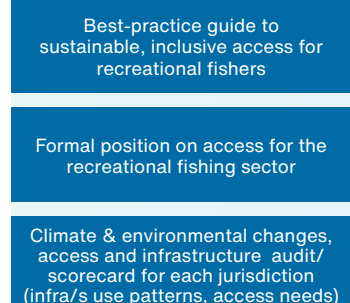 Best-practice guide to
sustainable, inclusive access for
recreational fishers
Formal position on access for the
recreational fishing sector
Climate & environmental changes,
access and infrastructure audit/
scorecard for each jurisdiction
(infra/s use patterns, access needs)